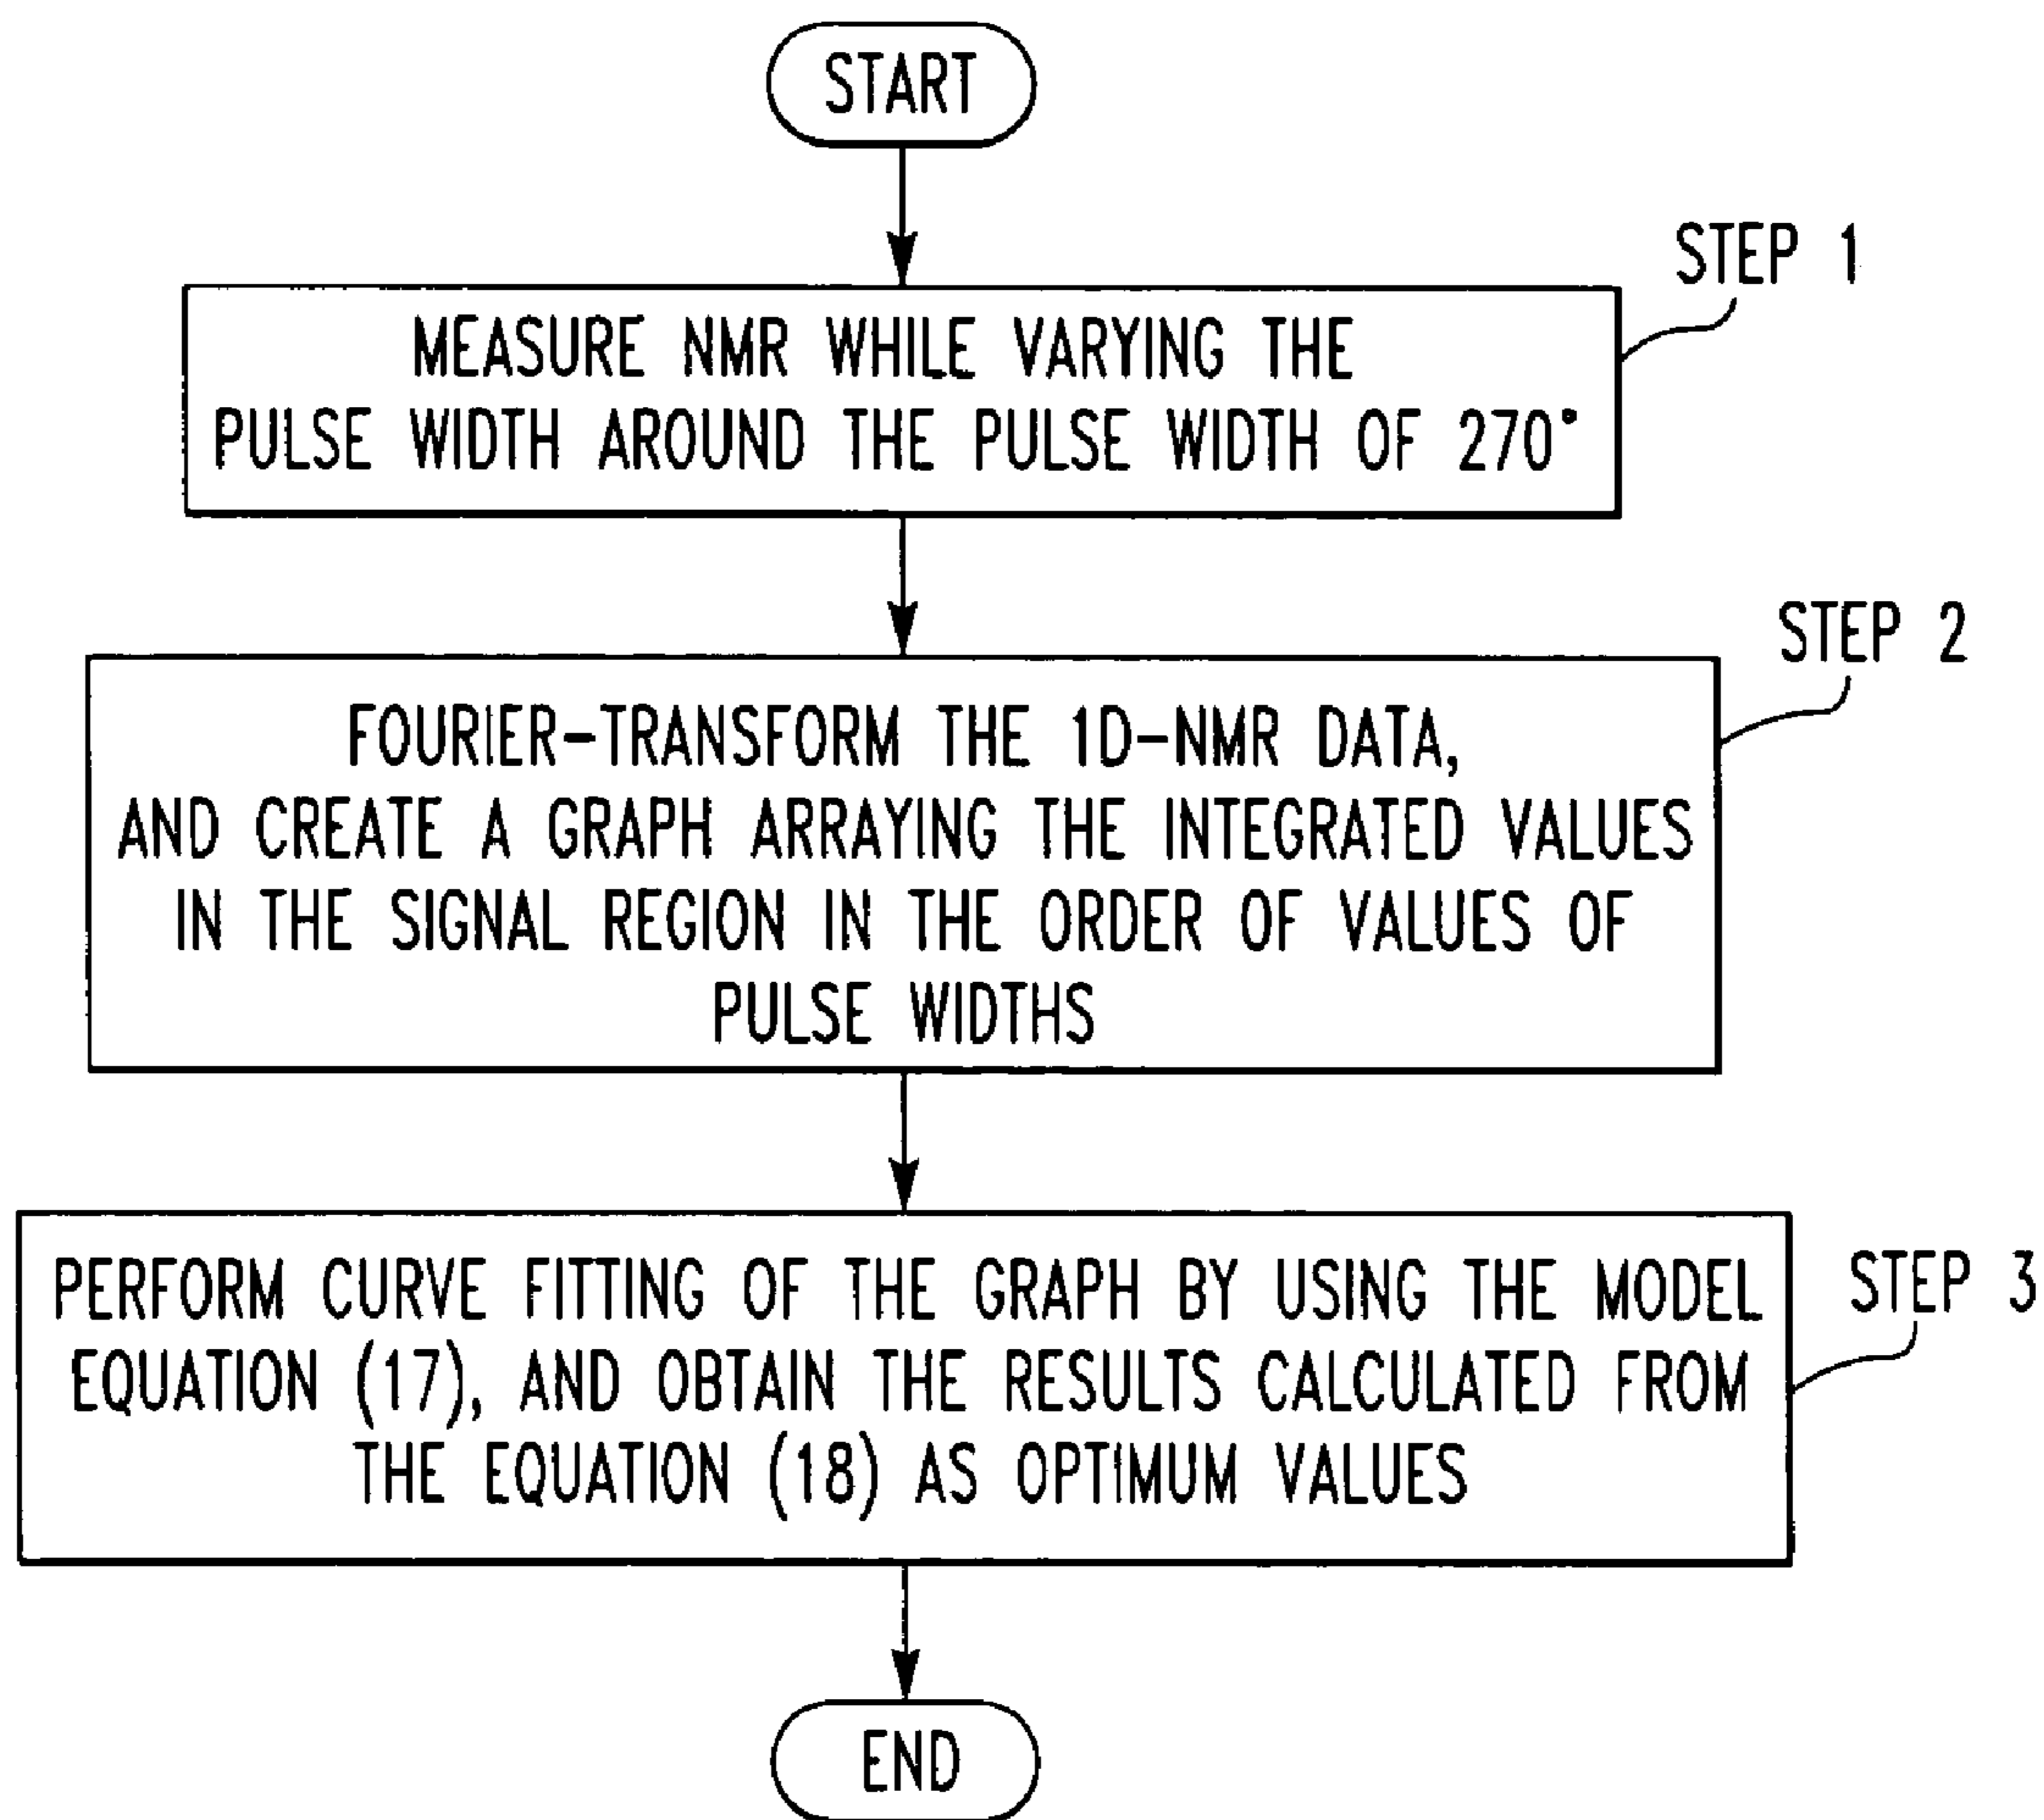 START
STEP 1
MEASURE NMR WHILE VARYING THE
PULSE WIDTH AROUND THE PULSE WIDTH OF 270°
STEP 2
FOURIER-TRANSFORM THE 1D-NMR DATA,
AND CREATE A GRAPH ARRAYING THE INTEGRATED VALUES
IN THE SIGNAL REGION IN THE ORDER OF VALUES OF
PULSE WIDTHS
STEP 3
PERFORM CURVE FITTING OF THE GRAPH BY USING THE MODEL
EQUATION (17), AND OBTAIN THE RESULTS CALCULATED FROM
THE EQUATION (18) AS OPTIMUM VALUES
END